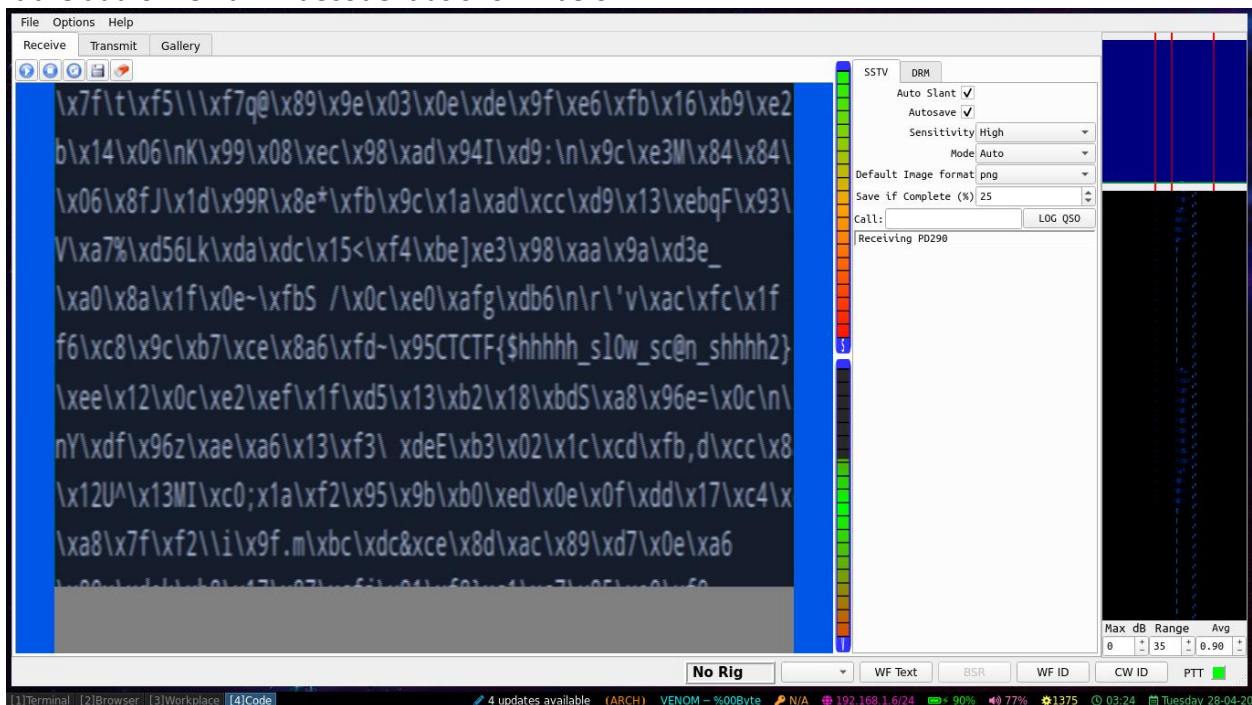 File Options Help
Receive Transmit Gallery
SSTV DRM
Auto Slant
Autosave
Sensitivity High
Mode Auto
Default Image format png
Save if Complete (%) 25
Call: LOG QSO
Receiving PD290
\x7f\t\xf5\\\xf7q@\x89\x9e\x03\x0e\xde\x9f\xe6\xfb\x16\xb9\xe2
b\x14\x06\nK\x99\x08\xec\x98\xad\x94I\xd9:\n\x9c\xe3M\x84\x84\
\x06\x8fJ\x1d\x99R\x8e*\xfb\x9c\x1a\xad\xcc\xd9\x13\xebqF\x93\
V\xa7%\xd56Lk\xda\xdc\x15<\xf4\xbe]xe3\x98\xaa\x9a\xd3e_
\xa0\x8a\x1f\x0e~\xfbS /\x0c\xe0\xafg\xdb6\n\r\'v\xac\xfc\x1f
f6\xc8\x9c\xb7\xce\x8a6\xfd~\x95CTCTF{$hhhhh_sl0w_sc@n_shhhh2}
\xee\x12\x0c\xe2\xef\x1f\xd5\x13\xb2\x18\xbdS\xa8\x96e=\x0c\n\
nY\xdf\x96z\xae\xa6\x13\xf3\ xdeE\xb3\x02\x1c\xcd\xfb,d\xcc\x8
\x12U^\x13MI\xc0;x1a\xf2\x95\x9b\xb0\xed\x0e\x0f\xdd\x17\xc4\x
\xa8\x7f\xf2\\i\x9f.m\xbc\xdc&xce\x8d\xac\x89\xd7\x0e\xa6
Max dB Range Avg
0 35 0.90
No Rig WF Text BSR WF ID CW ID PTT
[1]Terminal [2]Browser [3]Workplace [4]Code 4 updates available (ARCH) VENOM – %00Byte N/A 192.168.1.6/24 90% 77% 1375 03:24 Tuesday 28-04-20